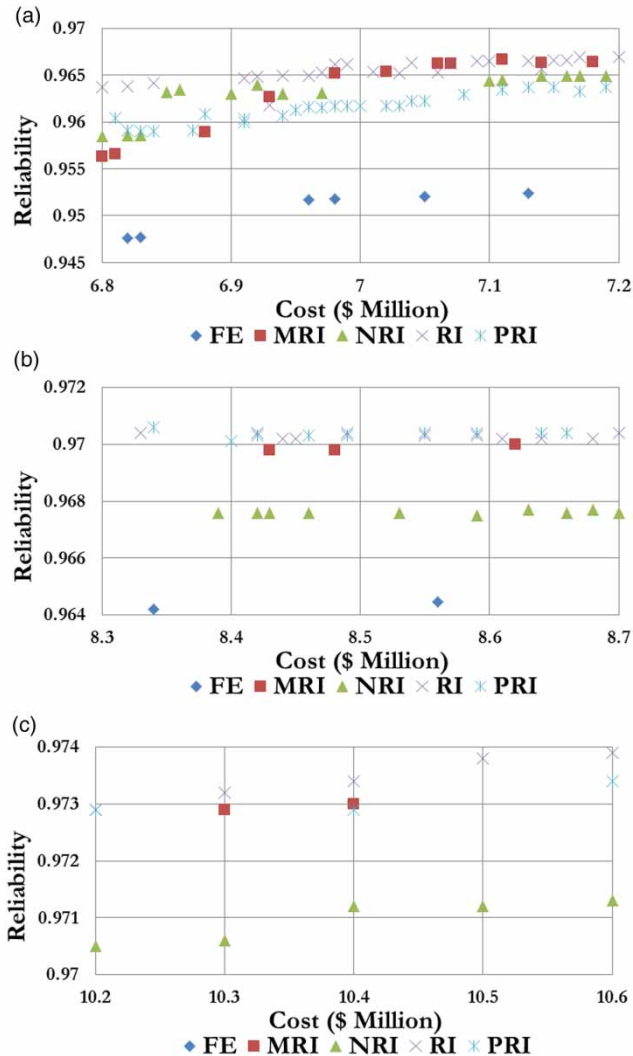 (a)
0.97
0.965
0.96
0.955
0.95
0.945
Reliability
6.8 6.9 7 7.1 7.2
Cost ($ Million)
FE MRI NRI RI PRI
(b)
0.972
0.97
0.968
0.966
0.964
Reliability
8.3 8.4 8.5 8.6 8.7
Cost ($ Million)
FE MRI NRI RI PRI
(c)
0.974
0.973
0.972
0.971
0.97
Reliability
10.2 10.3 10.4 10.5 10.6
Cost ($ Million)
FE MRI NRI RI PRI